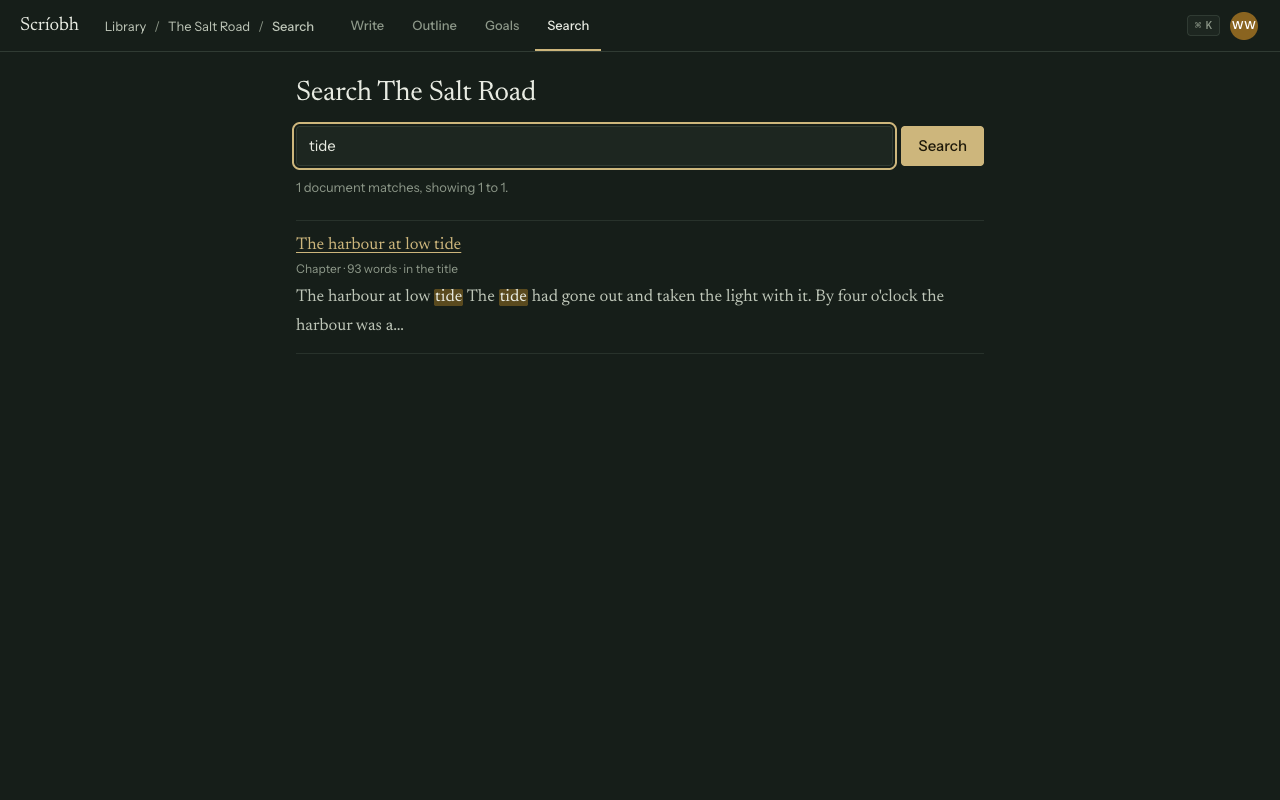 Scríobh
Library / The Salt Road / Search
Write
Outline
Goals
Search
⌘ K
WW
Search The Salt Road
tide
Search
1 document matches, showing 1 to 1.
The harbour at low tide
Chapter · 93 words · in the title
The harbour at low tide The tide had gone out and taken the light with it. By four o'clock the
harbour was a…